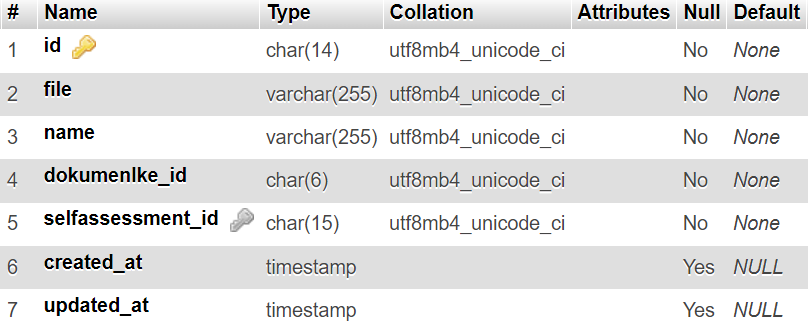 # Name Type Collation Attributes Null Default
1 id char(14) utf8mb4_unicode_ci No None
2 file varchar(255) utf8mb4_unicode_ci No None
3 name varchar(255) utf8mb4_unicode_ci No None
4 dokumenlke_id char(6) utf8mb4_unicode_ci No None
5 selfassessment_id char(15) utf8mb4_unicode_ci No None
6 created_at timestamp Yes NULL
7 updated_at timestamp Yes NULL